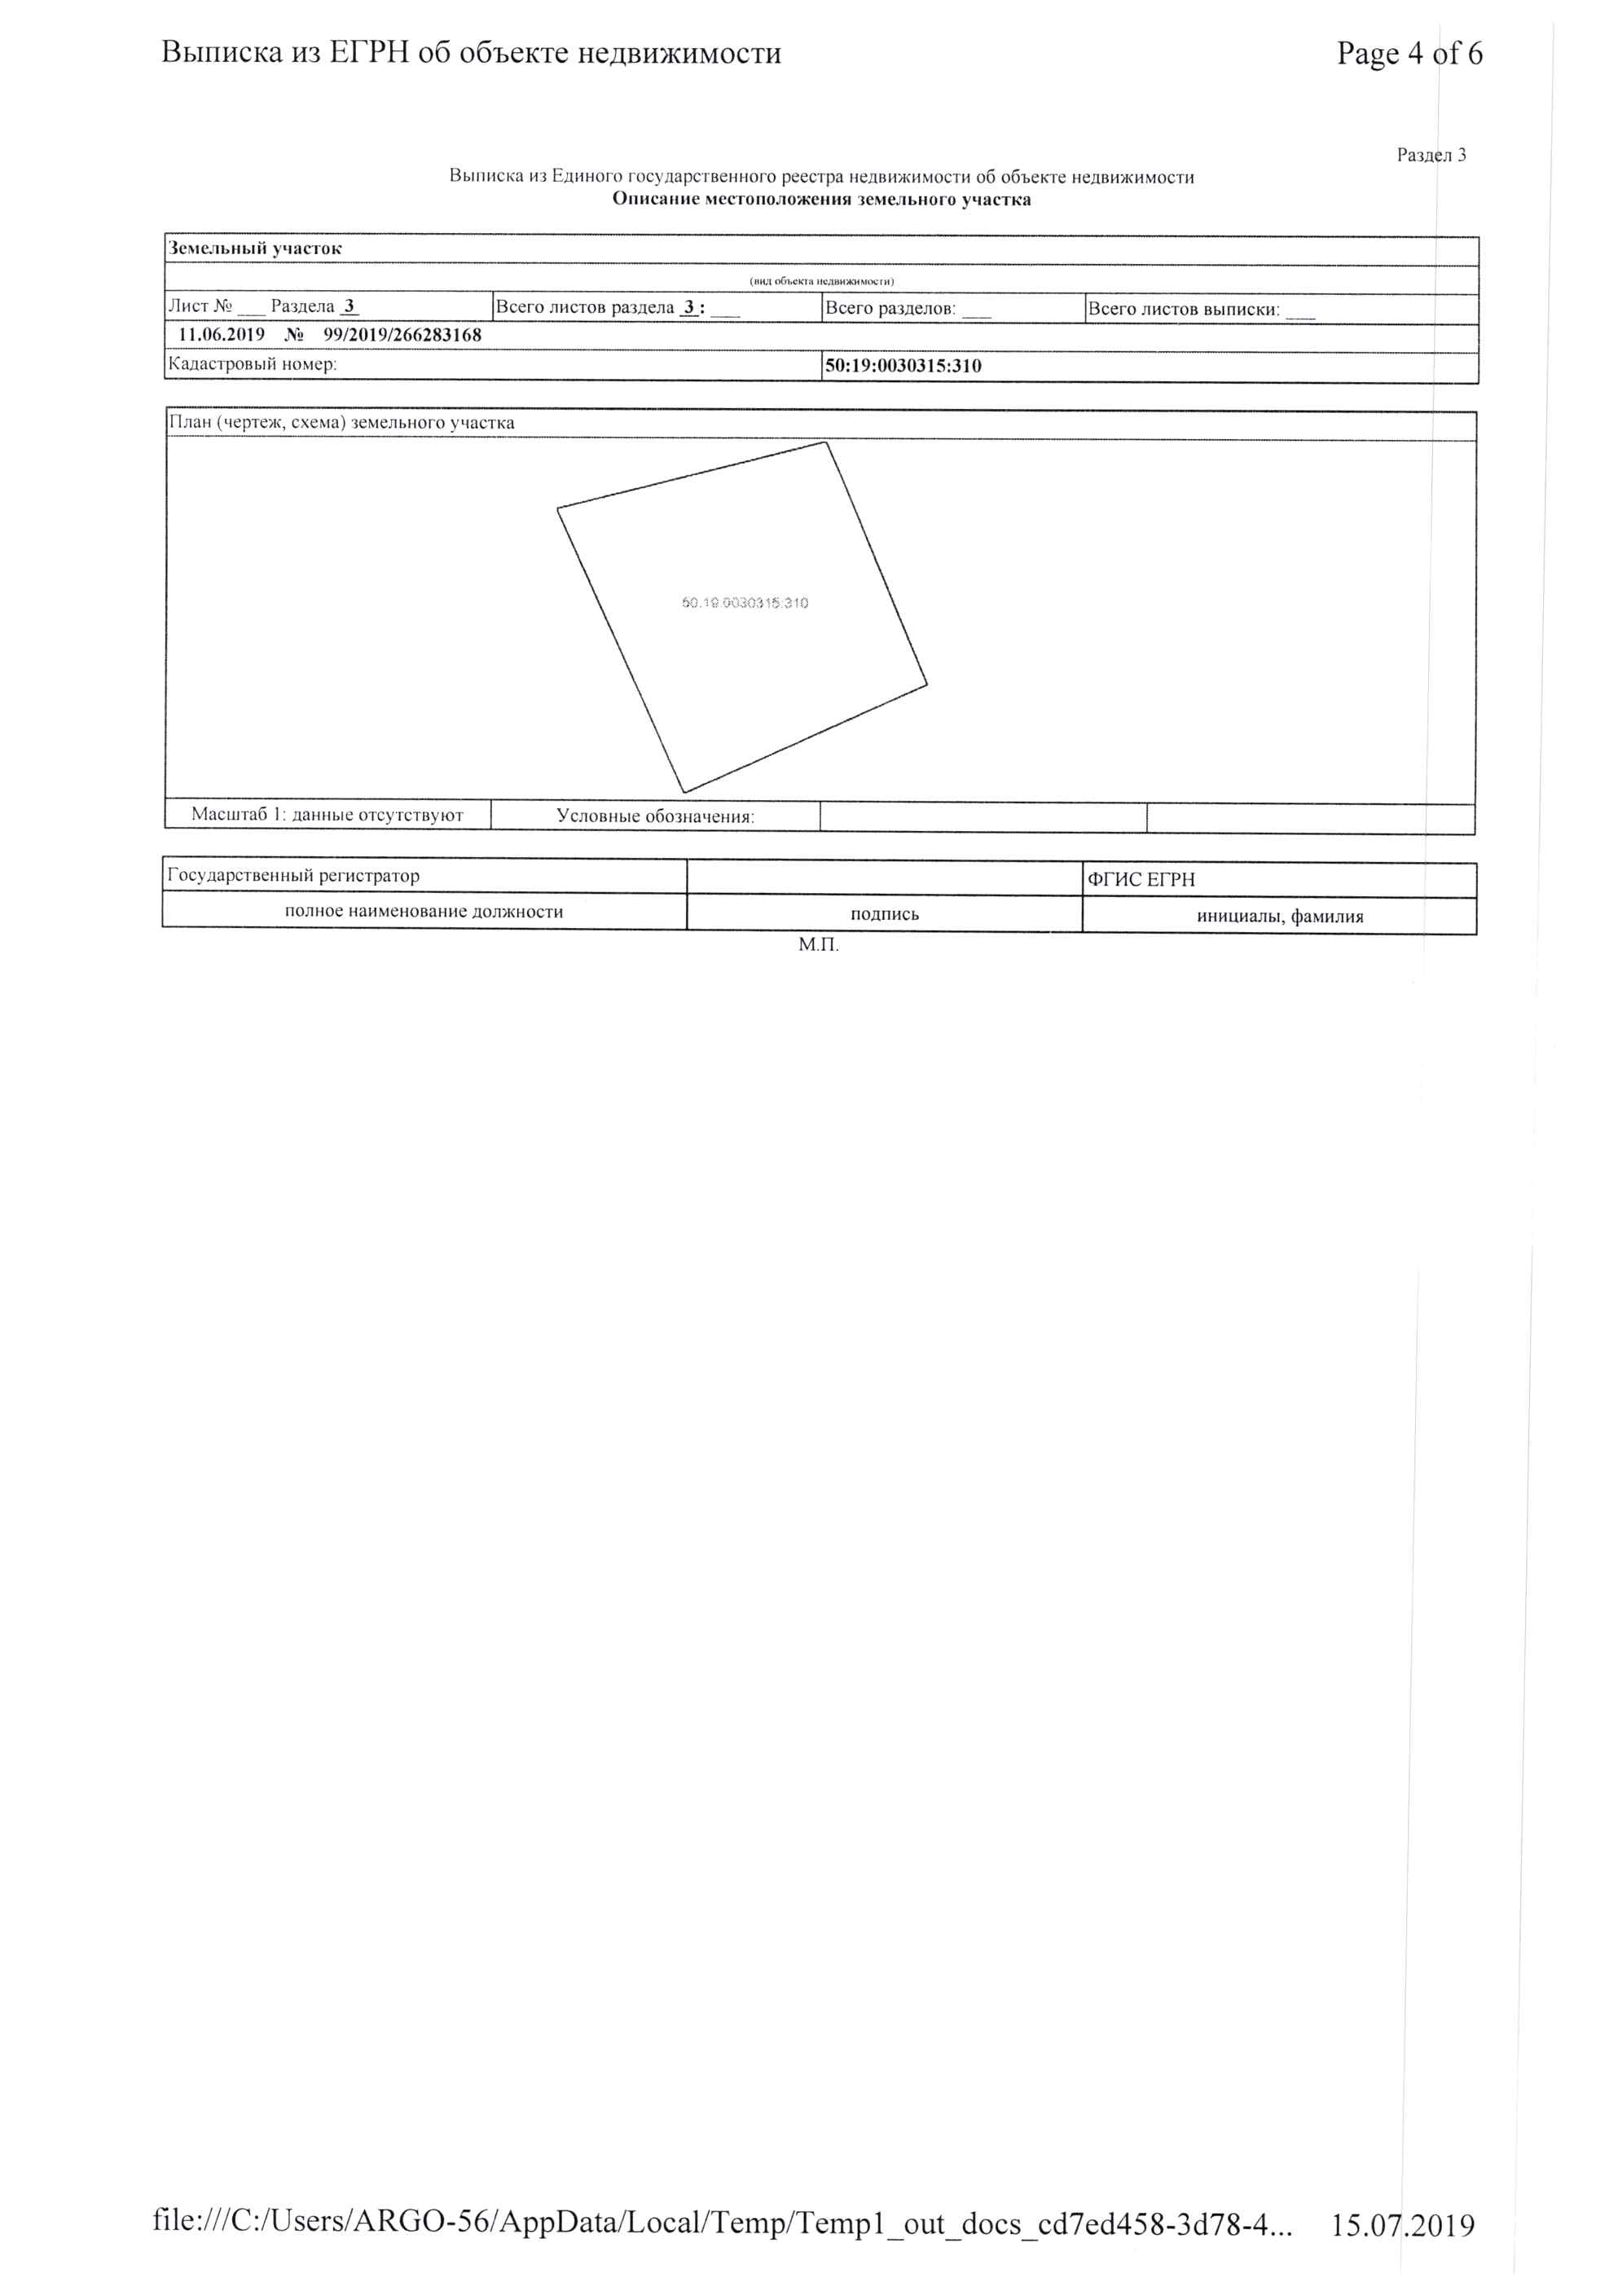 Выписка из ЕГРН об объекте недвижимости Page 4 of 6
Раздел 3
Выписка из Единого государственного реестра недвижимости об объекте недвижимости
Описание местоположения земельного участка
Земельный участок
(вид объекта недвижимости)
Лист № ___ Раздела 3 Всего листов раздела 3 : ___ Всего разделов: ___ Всего листов выписки: ___
11.06.2019 № 99/2019/266283168
Кадастровый номер: 50:19:0030315:310
План (чертеж, схема) земельного участка
50:19:0030315:310
Масштаб 1: данные отсутствуют Условные обозначения:
Государственный регистратор ФГИС ЕГРН
полное наименование должности подпись инициалы, фамилия
М.П.
file:///C:/Users/ARGO-56/AppData/Local/Temp/Temp1_out_docs_cd7ed458-3d78-4... 15.07.2019